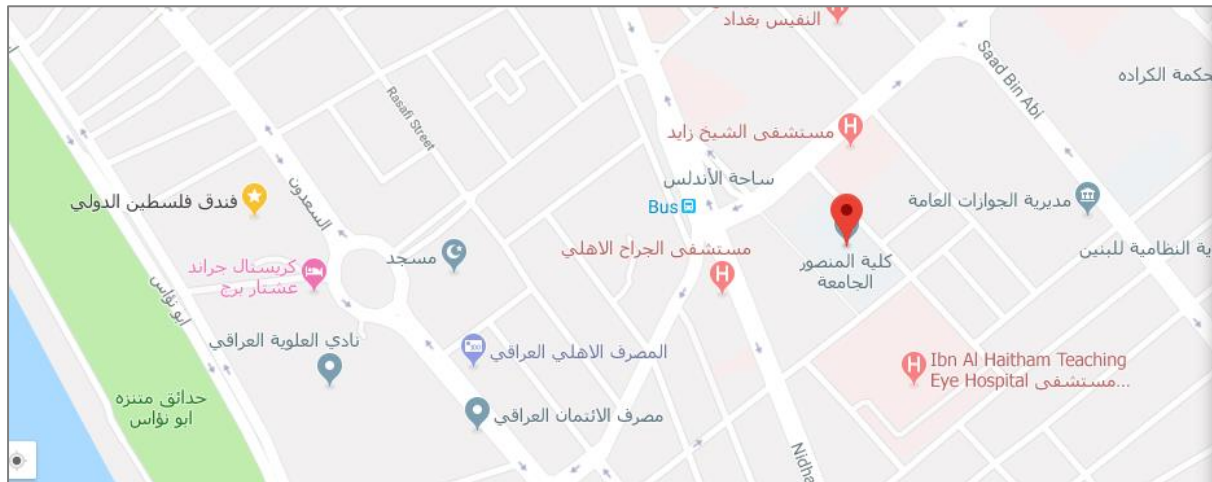 النفيس بغداد
Saad Bin Abi
حكمة الكراده
Rasafi Street
مستشفى الشيخ زايد
ساحة الأندلس
Bus
فندق فلسطين الدولي
السعدون
مديرية الجوازات العامة
مسجد
مستشفى الجراح الاهلي
كلية المنصور
الجامعة
ية النظامية للبنين
كريستال جراند
عشتار برج
ابو نؤاس
نادي العلوية العراقي
المصرف الاهلي العراقي
Ibn Al Haitham Teaching
Eye Hospital مستشفى...
حدائق متنزه
ابو نؤاس
مصرف الائتمان العراقي
Nidha